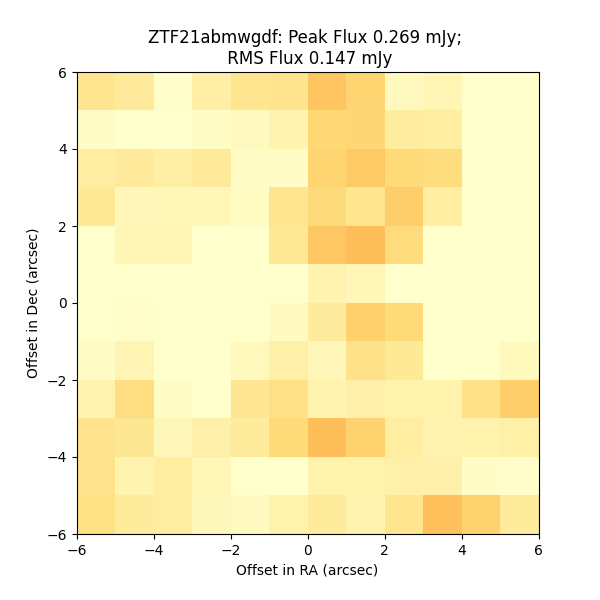 ZTF21abmwgdf: Peak Flux 0.269 mJy;
RMS Flux 0.147 mJy
6
4
2
0
−2
−4
−6
Offset in Dec (arcsec)
−6 −4 −2 0 2 4 6
Offset in RA (arcsec)